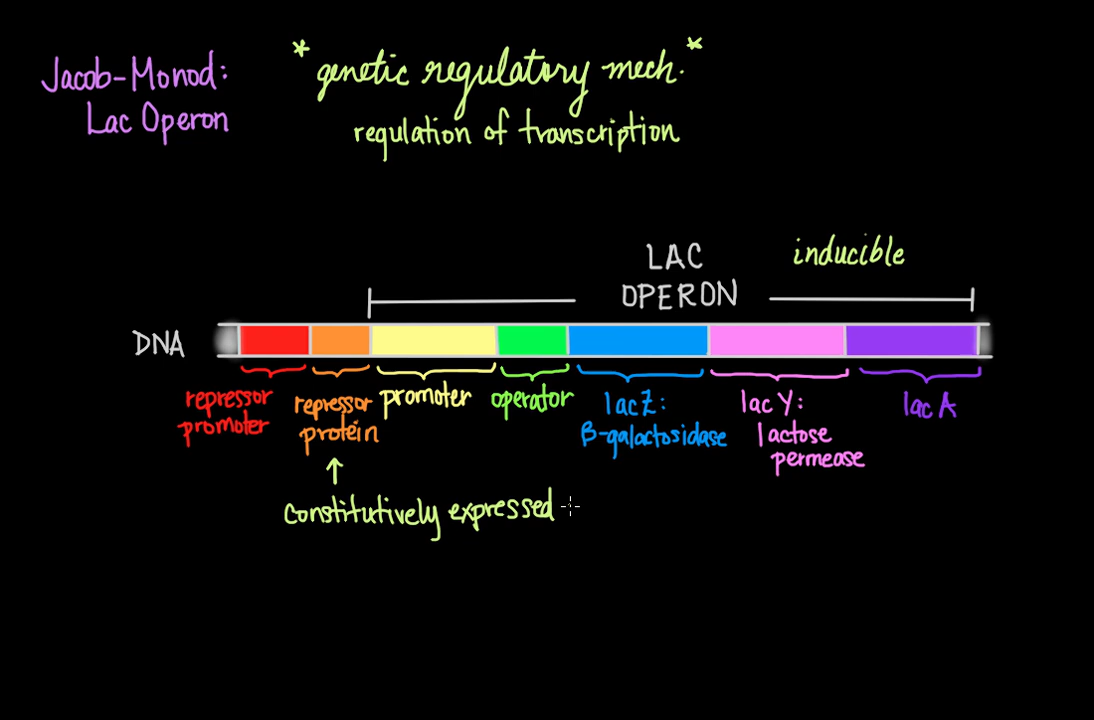 Jacob-Monod:
Lac Operon
*genetic regulatory mech.*
regulation of transcription
LAC
OPERON
inducible
DNA
repressor
promoter
repressor
protein
promoter
operator
lacZ:
β-galactosidase
lac Y:
lactose
permease
lac A
↑
constitutively expressed